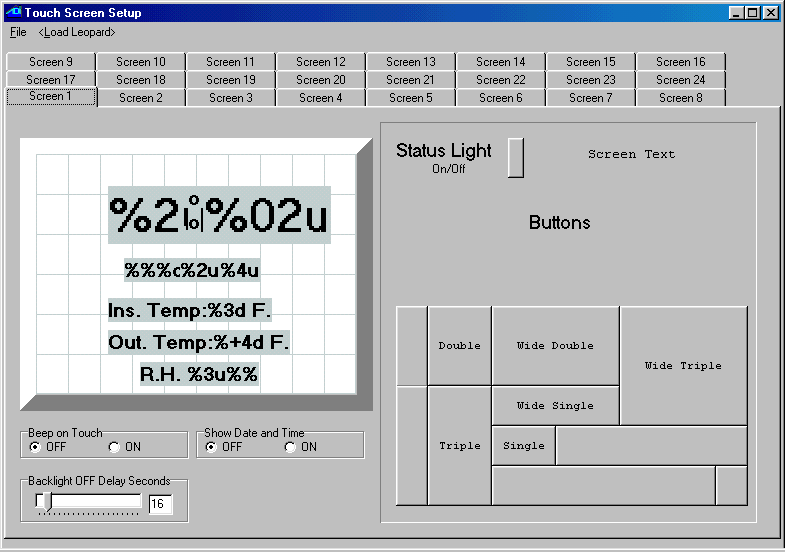 Touch Screen Setup
File <Load Leopard>
Screen 9 Screen 10 Screen 11 Screen 12 Screen 13 Screen 14 Screen 15 Screen 16
Screen 17 Screen 18 Screen 19 Screen 20 Screen 21 Screen 22 Screen 23 Screen 24
Screen 1 Screen 2 Screen 3 Screen 4 Screen 5 Screen 6 Screen 7 Screen 8
%2u %02u
%%%c%2u%4u
Ins. Temp:%3d F.
Out. Temp:%+4d F.
R.H. %3u%%
Beep on Touch
OFF ON
Show Date and Time
OFF ON
Backlight OFF Delay Seconds
16
Status Light
On/Off
Screen Text
Buttons
Double
Wide Double
Wide Triple
Wide Single
Triple
Single